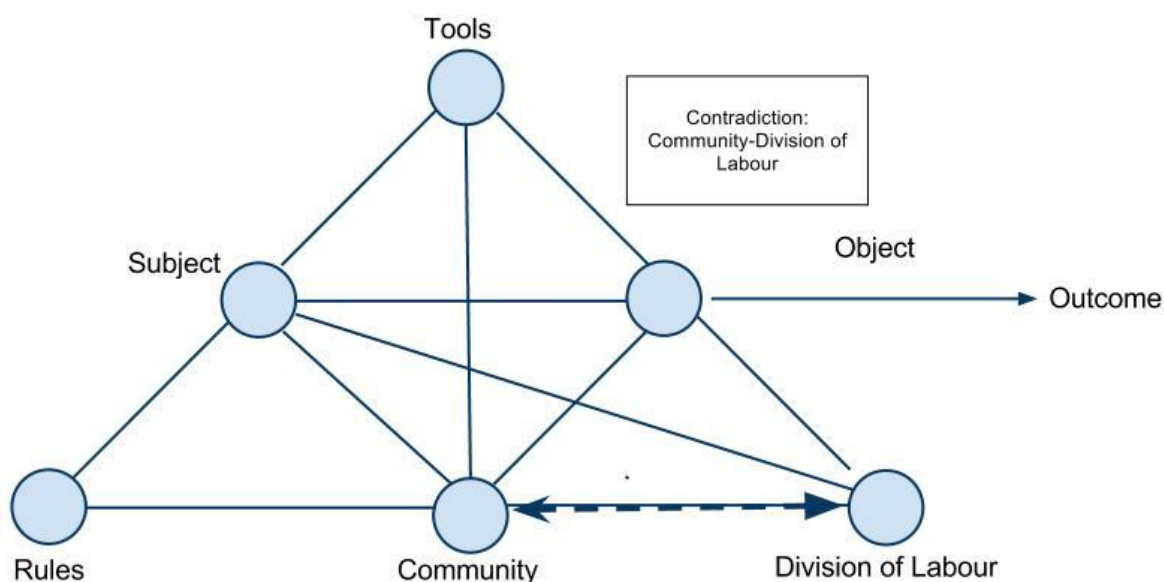 Tools
Contradiction:
Community-Division of
Labour
Subject
Object
Outcome
Rules
Community
Division of Labour